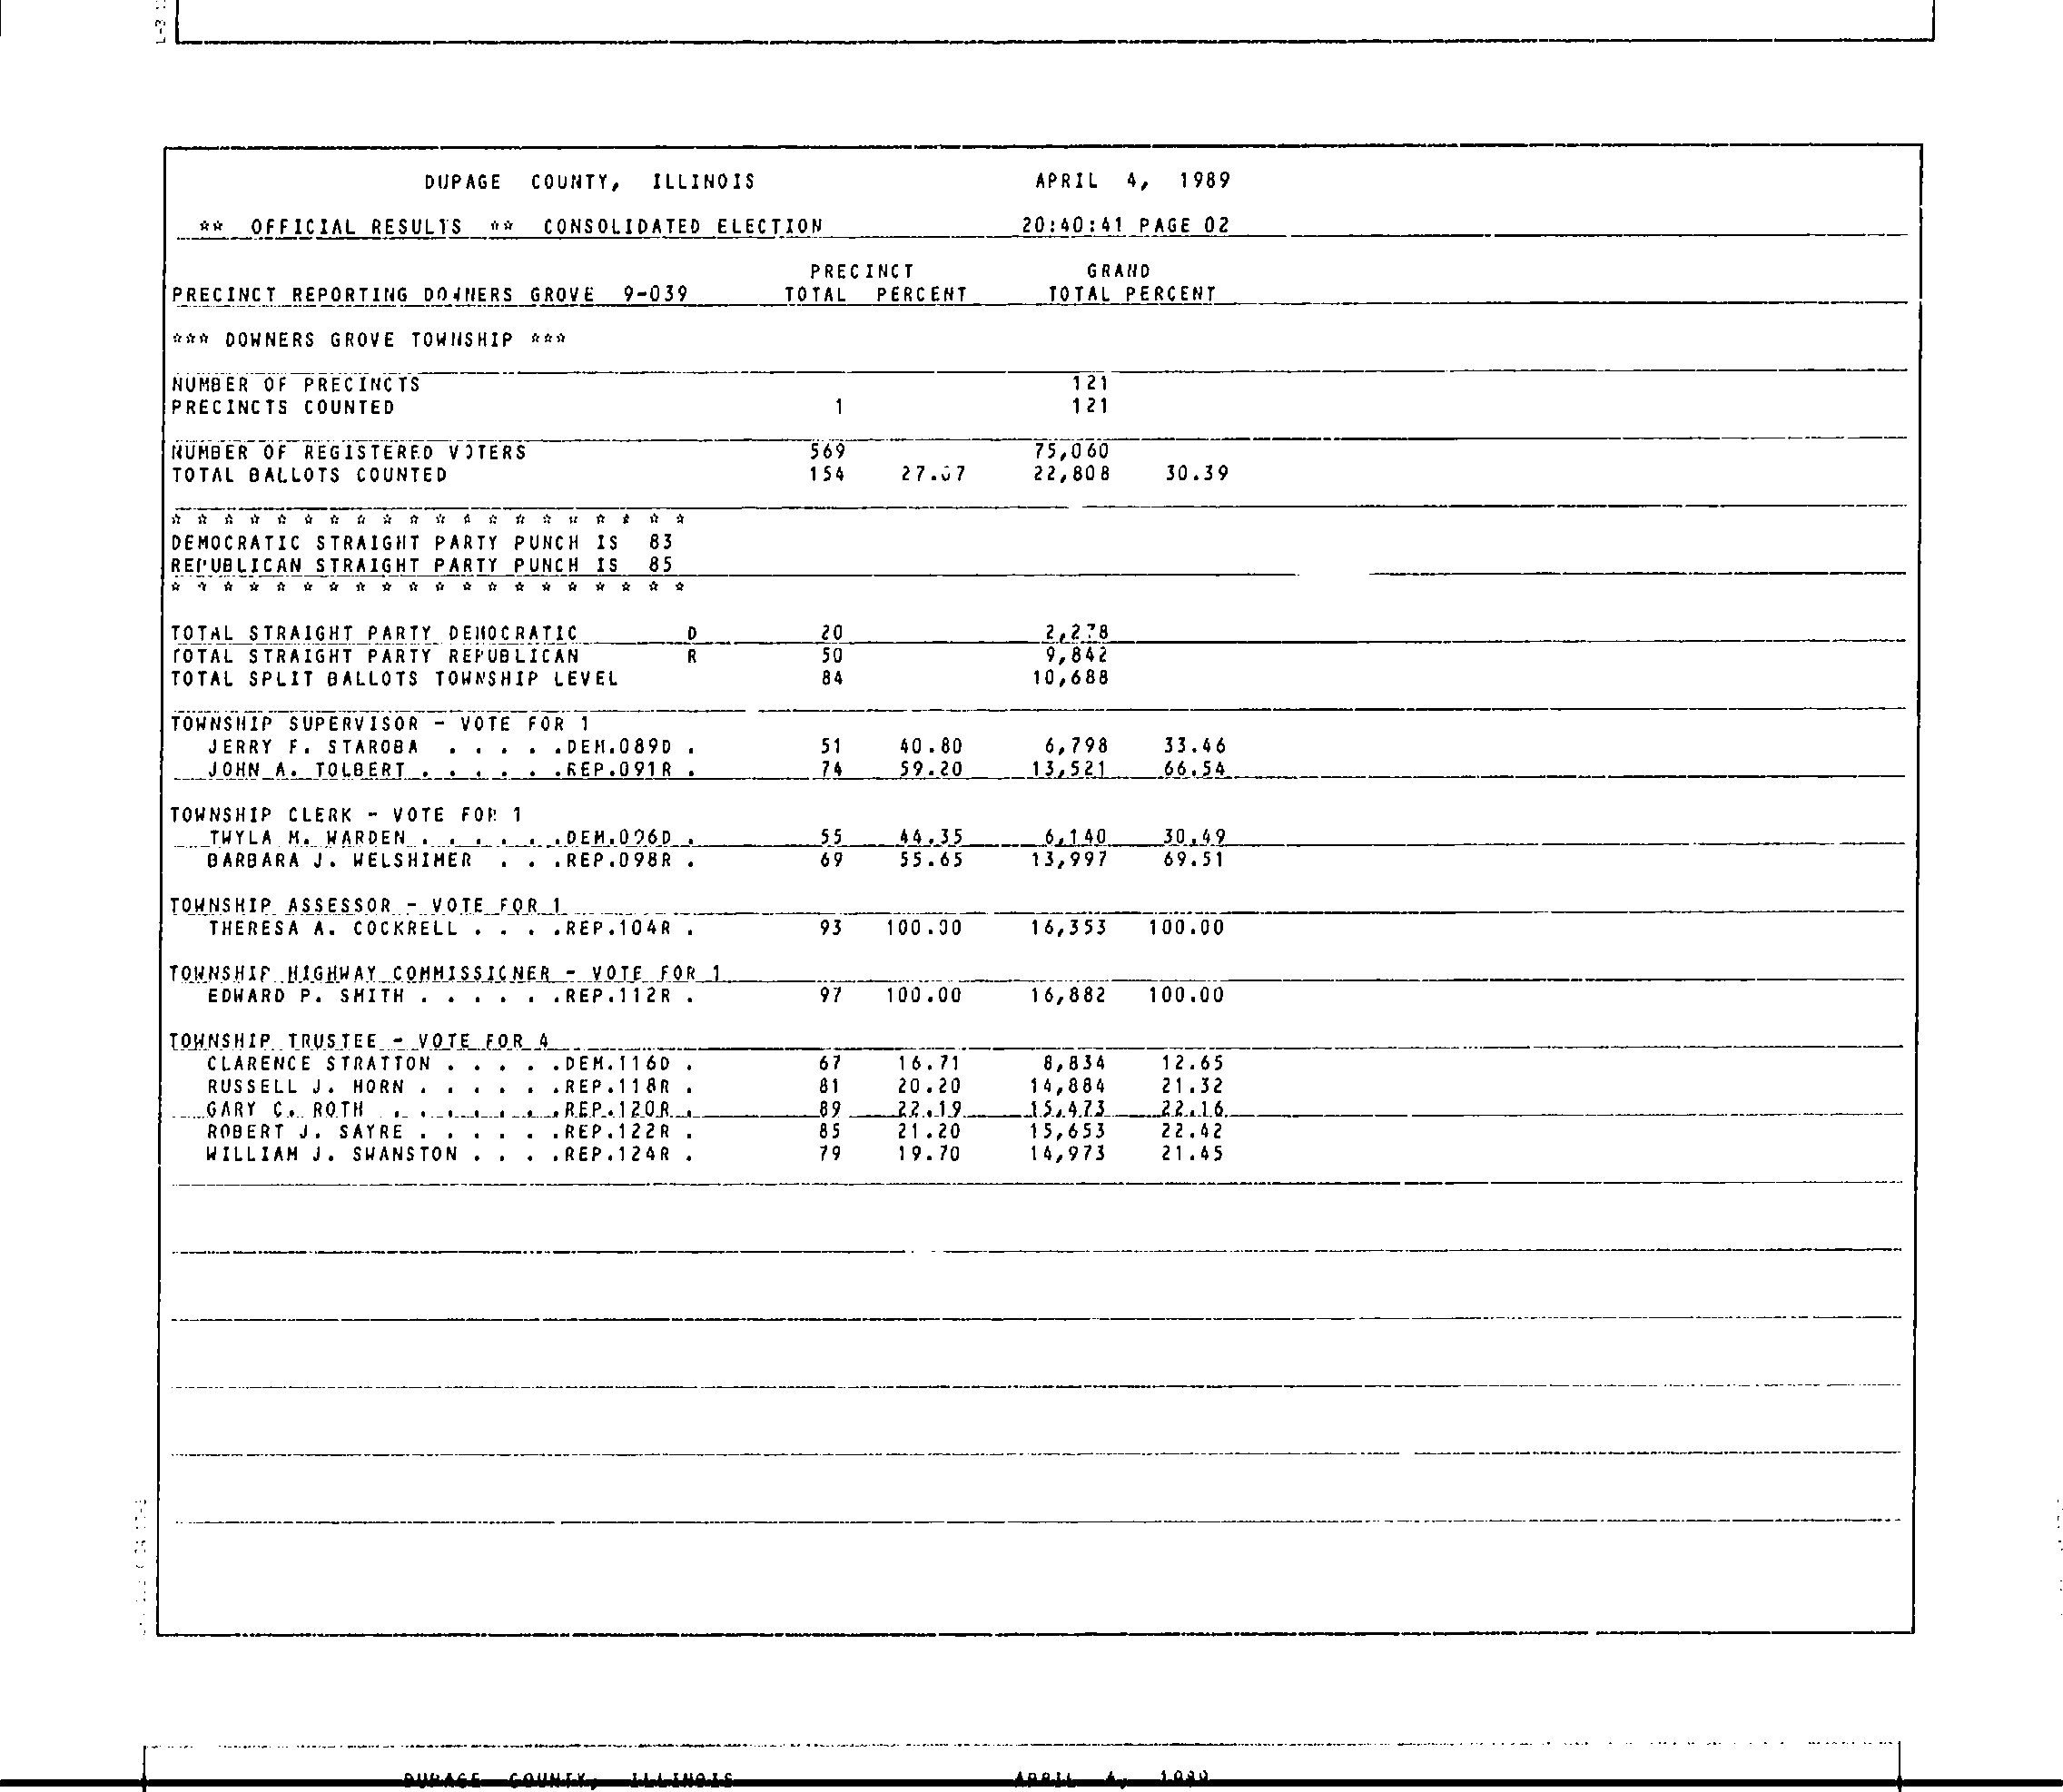 DUPAGE COUNTY, ILLINOIS APRIL 4, 1989
** OFFICIAL RESULTS ** CONSOLIDATED ELECTION 20:40:41 PAGE 02
PRECINCT GRAND
PRECINCT REPORTING DOWNERS GROVE 9-039 TOTAL PERCENT TOTAL PERCENT
*** DOWNERS GROVE TOWNSHIP ***
NUMBER OF PRECINCTS 121
PRECINCTS COUNTED 1 121
NUMBER OF REGISTERED VOTERS 569 75,060
TOTAL BALLOTS COUNTED 154 27.07 22,808 30.39
* * * * * * * * * * * * * * * * * * * *
DEMOCRATIC STRAIGHT PARTY PUNCH IS 83
REPUBLICAN STRAIGHT PARTY PUNCH IS 85
* * * * * * * * * * * * * * * * * * * *
TOTAL STRAIGHT PARTY DEMOCRATIC D 20 2,278
TOTAL STRAIGHT PARTY REPUBLICAN R 50 9,842
TOTAL SPLIT BALLOTS TOWNSHIP LEVEL 84 10,688
TOWNSHIP SUPERVISOR - VOTE FOR 1
JERRY F. STAROBA . . . . .DEM.089D . 51 40.80 6,798 33.46
JOHN A. TOLBERT . . . . . .REP.091R . 74 59.20 13,521 66.54
TOWNSHIP CLERK - VOTE FOR 1
TWYLA M. WARDEN . . . . . .DEM.096D . 55 44.35 6,140 30.49
BARBARA J. WELSHIMER . . .REP.098R . 69 55.65 13,997 69.51
TOWNSHIP ASSESSOR - VOTE FOR 1
THERESA A. COCKRELL . . . .REP.104R . 93 100.00 16,353 100.00
TOWNSHIP HIGHWAY COMMISSIONER - VOTE FOR 1
EDWARD P. SMITH . . . . . .REP.112R . 97 100.00 16,882 100.00
TOWNSHIP TRUSTEE - VOTE FOR 4
CLARENCE STRATTON . . . . .DEM.116D . 67 16.71 8,834 12.65
RUSSELL J. HORN . . . . . .REP.118R . 81 20.20 14,884 21.32
GARY C. ROTH . . . . . . .REP.120R . 89 22.19 15,473 22.16
ROBERT J. SAYRE . . . . . .REP.122R . 85 21.20 15,653 22.42
WILLIAM J. SWANSTON . . . .REP.124R . 79 19.70 14,973 21.45
DUPAGE COUNTY, ILLINOIS APRIL 4, 1989